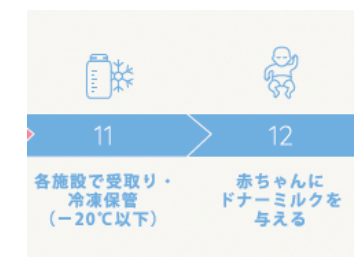 11
12
各施設で受取り・
冷凍保管
（－20℃以下）
赤ちゃんに
ドナーミルクを
与える